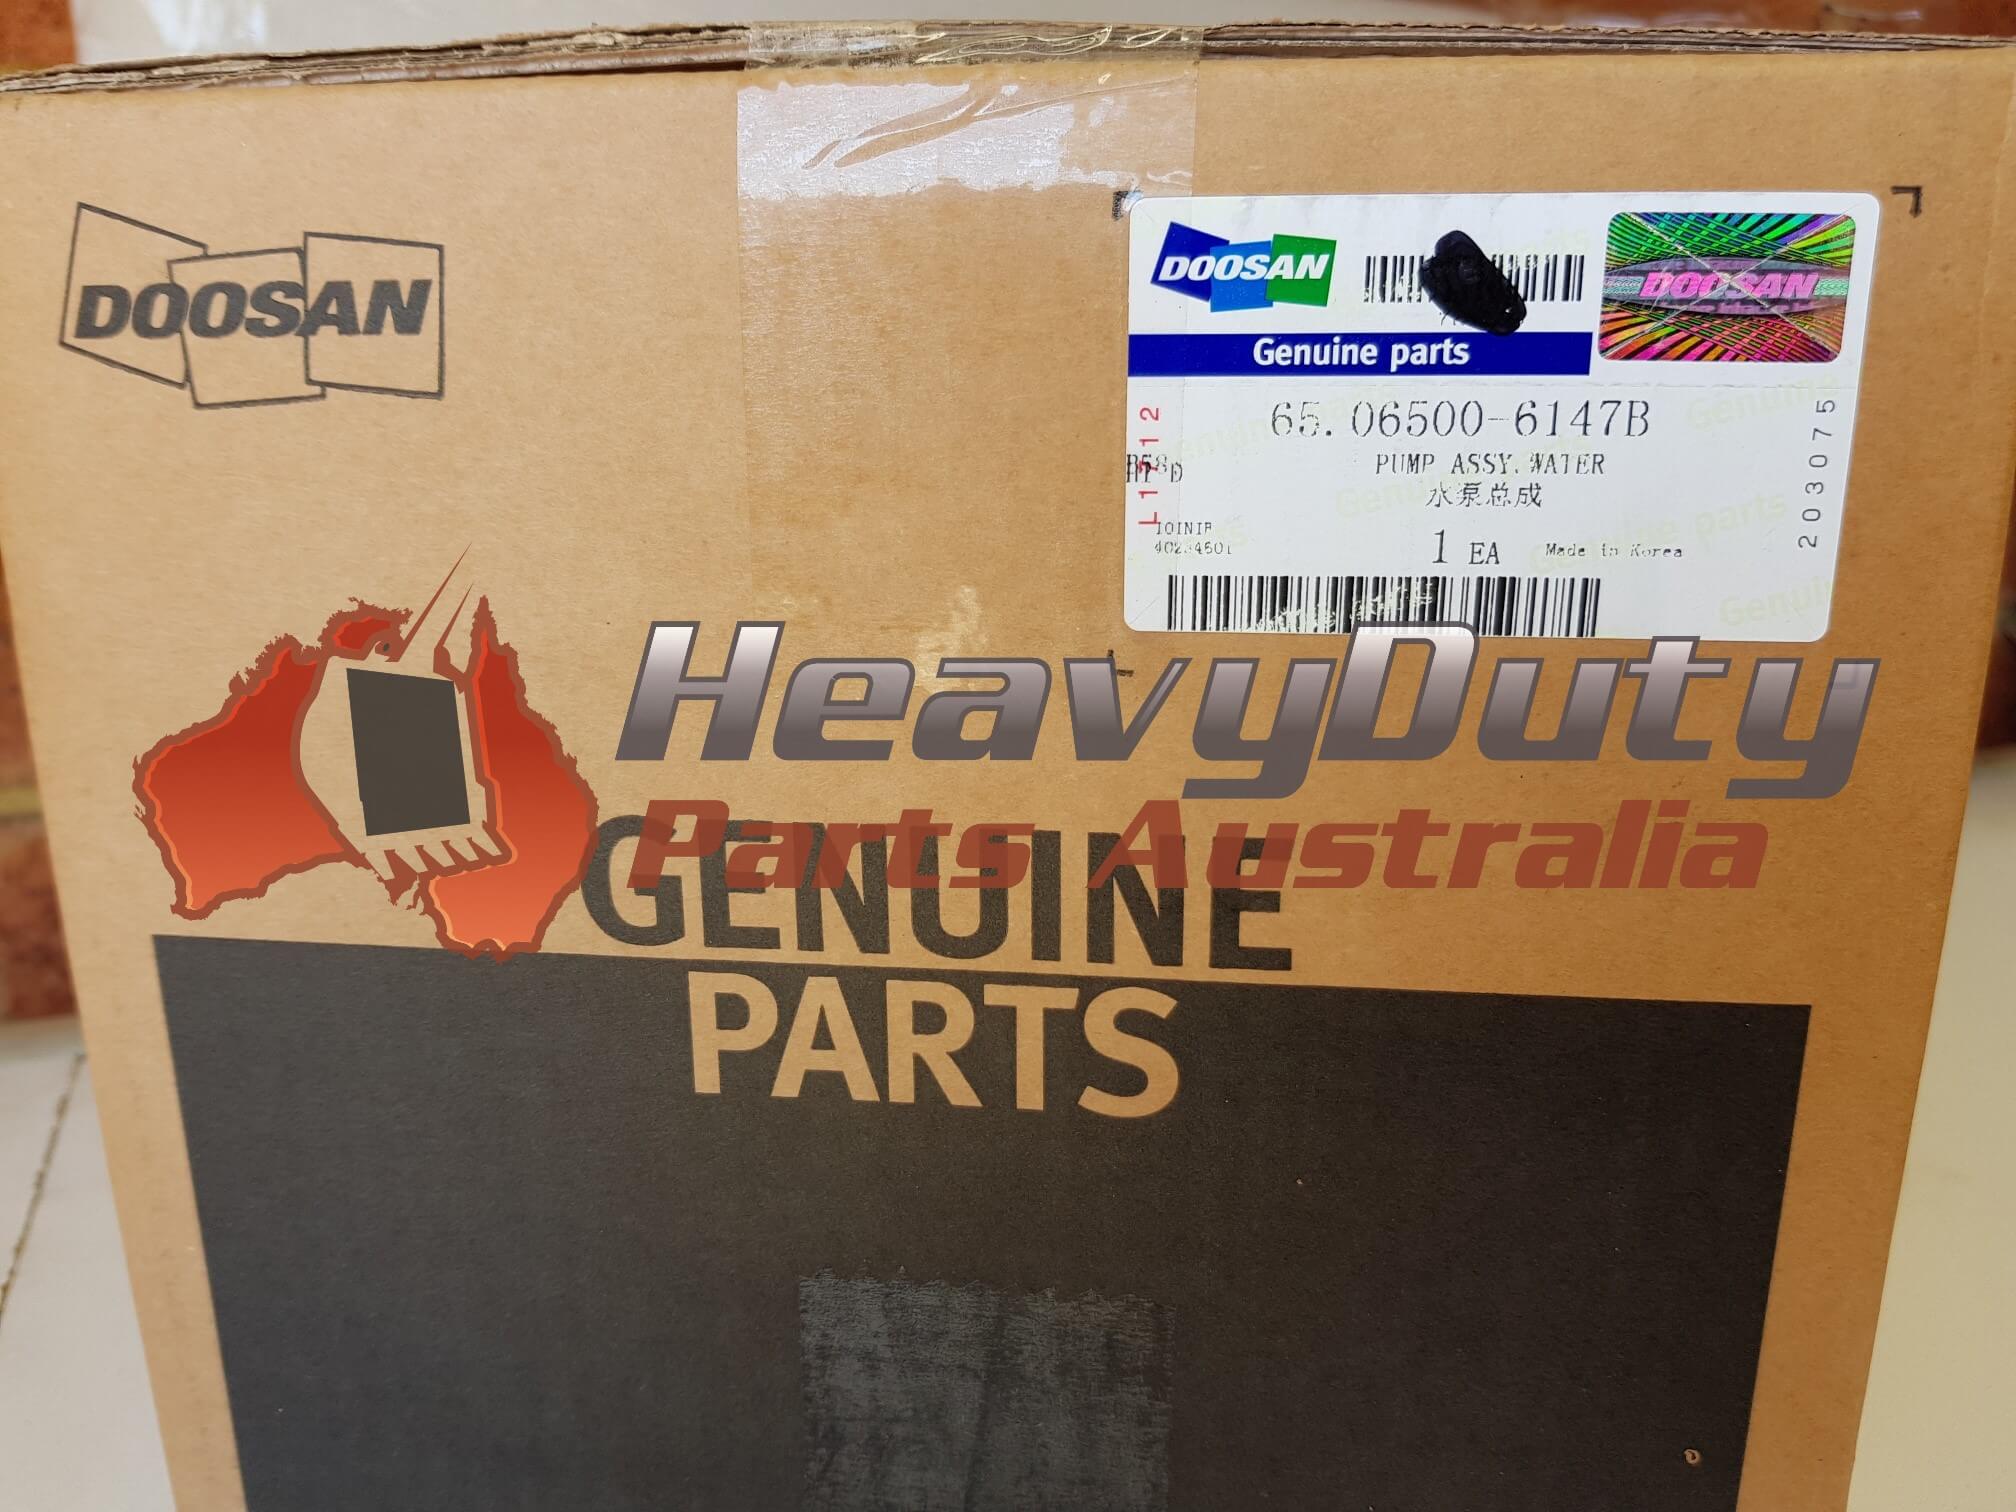 DOOSAN
DOOSAN
DOOSAN
Genuine parts
65.06500-6147B
PUMP ASSY.WATER
水泵总成
1 EA Made in Korea
203075
HeavyDuty
Parts Australia
GENUINE
PARTS